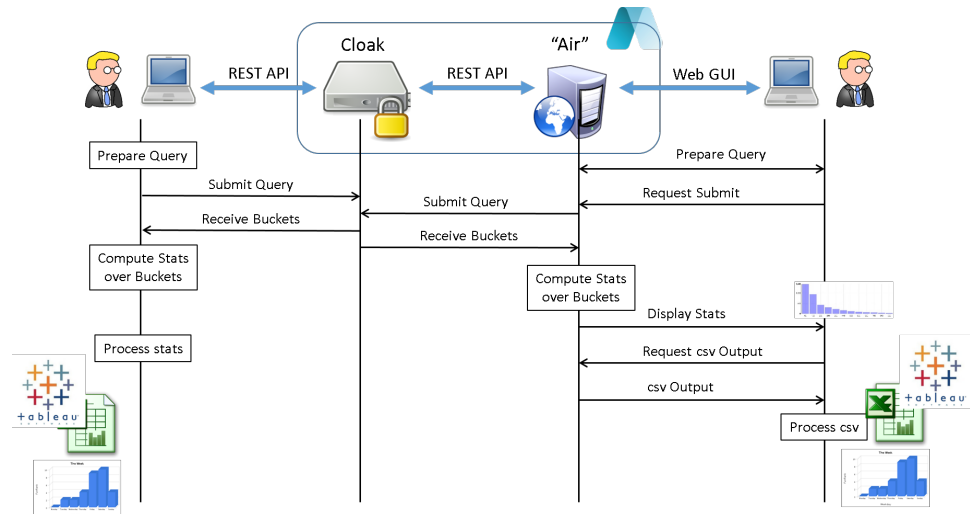 Cloak
“Air”
REST API
REST API
Web GUI
Prepare Query
Prepare Query
Submit Query
Request Submit
Submit Query
Receive Buckets
Receive Buckets
Compute Stats
over Buckets
Compute Stats
over Buckets
Display Stats
Process stats
Request csv Output
csv Output
+ableau
+ableau
Process csv